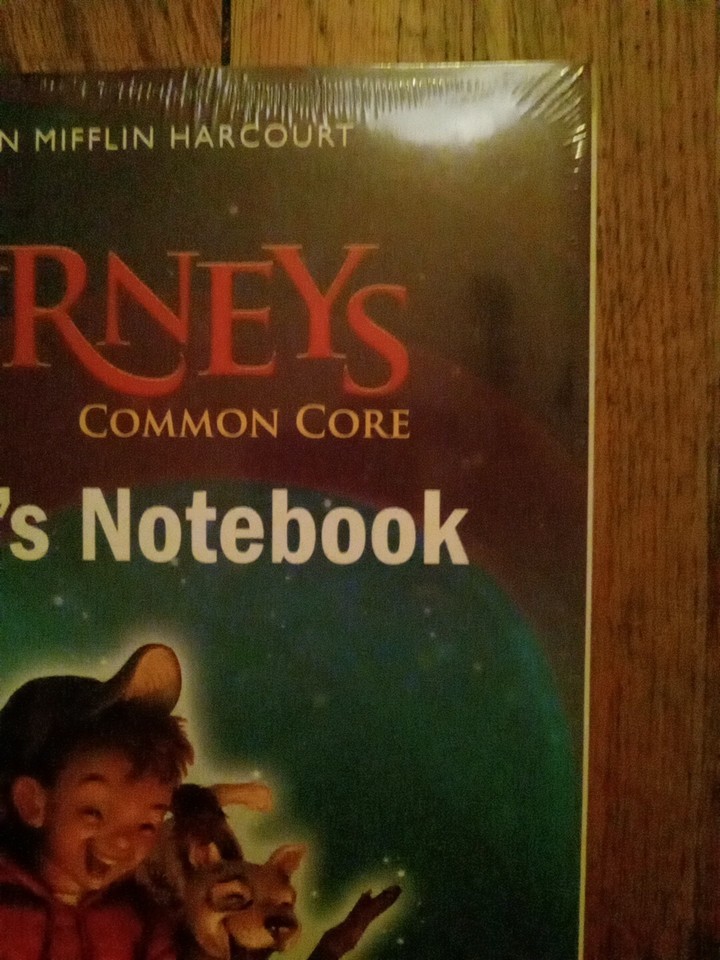 N MIFFLIN HARCOURT
RNEYS
COMMON CORE
's Notebook